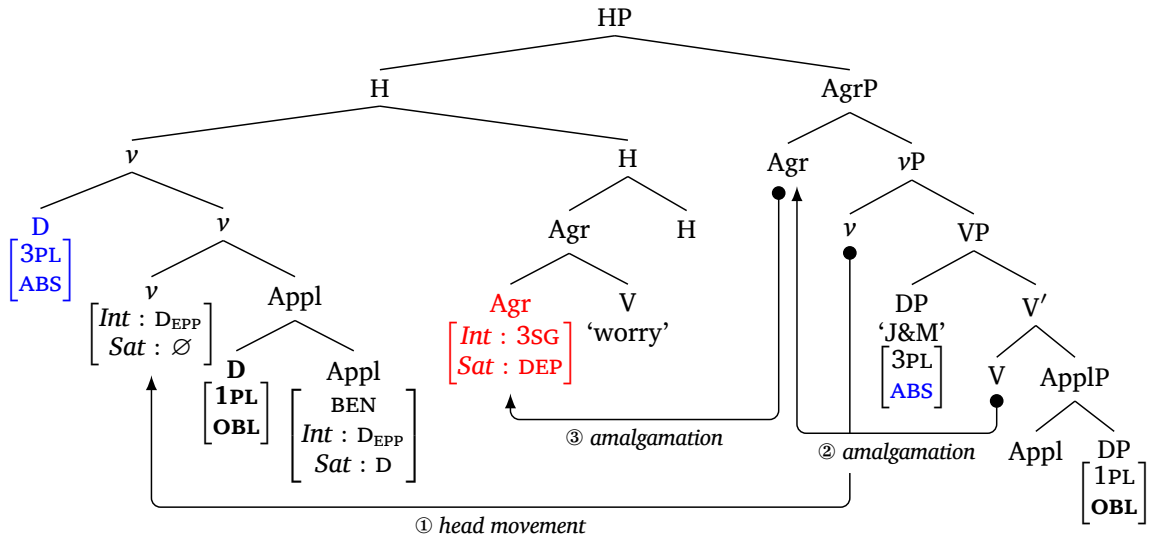 HP
H AgrP
v H Agr vP
D v Agr H v VP
3PL
ABS
v Appl
Int : DEPP
Sat : ∅
Agr V
Int : 3SG 'worry'
Sat : DEP
DP V′
'J&M'
3PL
ABS
D Appl
1PL BEN
OBL Int : DEPP
Sat : D
V ApplP
Appl DP
1PL
OBL
③ amalgamation
② amalgamation
① head movement